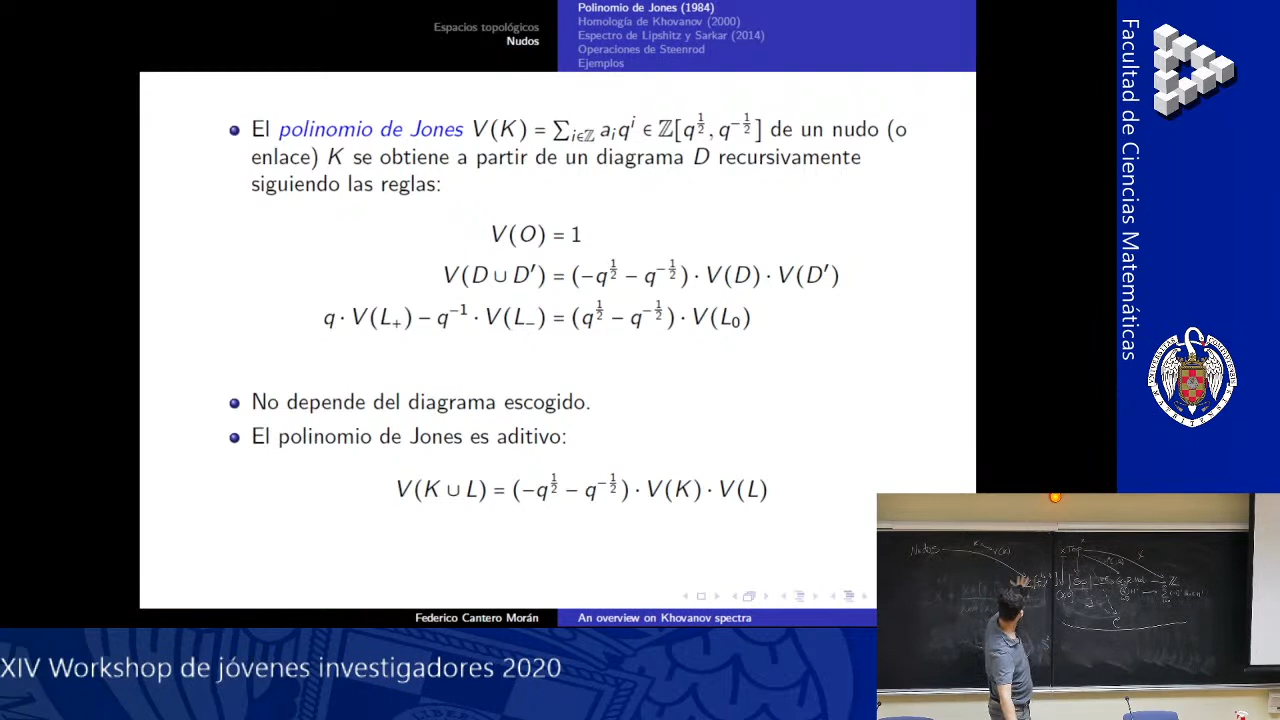 Espacios topológicos
Nudos
Polinomio de Jones (1984)
Homología de Khovanov (2000)
Espectro de Lipshitz y Sarkar (2014)
Operaciones de Steenrod
Ejemplos
El polinomio de Jones V(K) = ∑_{i∈ℤ} a_i q^i ∈ ℤ[q^{1/2}, q^{-1/2}] de un nudo (o
enlace) K se obtiene a partir de un diagrama D recursivamente
siguiendo las reglas:
V(O) = 1
V(D ∪ D′) = (−q^{1/2} − q^{-1/2}) · V(D) · V(D′)
q · V(L_+) − q^{-1} · V(L_−) = (q^{1/2} − q^{-1/2}) · V(L_0)
No depende del diagrama escogido.
El polinomio de Jones es aditivo:
V(K ∪ L) = (−q^{1/2} − q^{-1/2}) · V(K) · V(L)
Federico Cantero Morán
An overview on Khovanov spectra
XIV Workshop de jóvenes investigadores 2020
Facultad de Ciencias Matemáticas
Nudos
V(K)